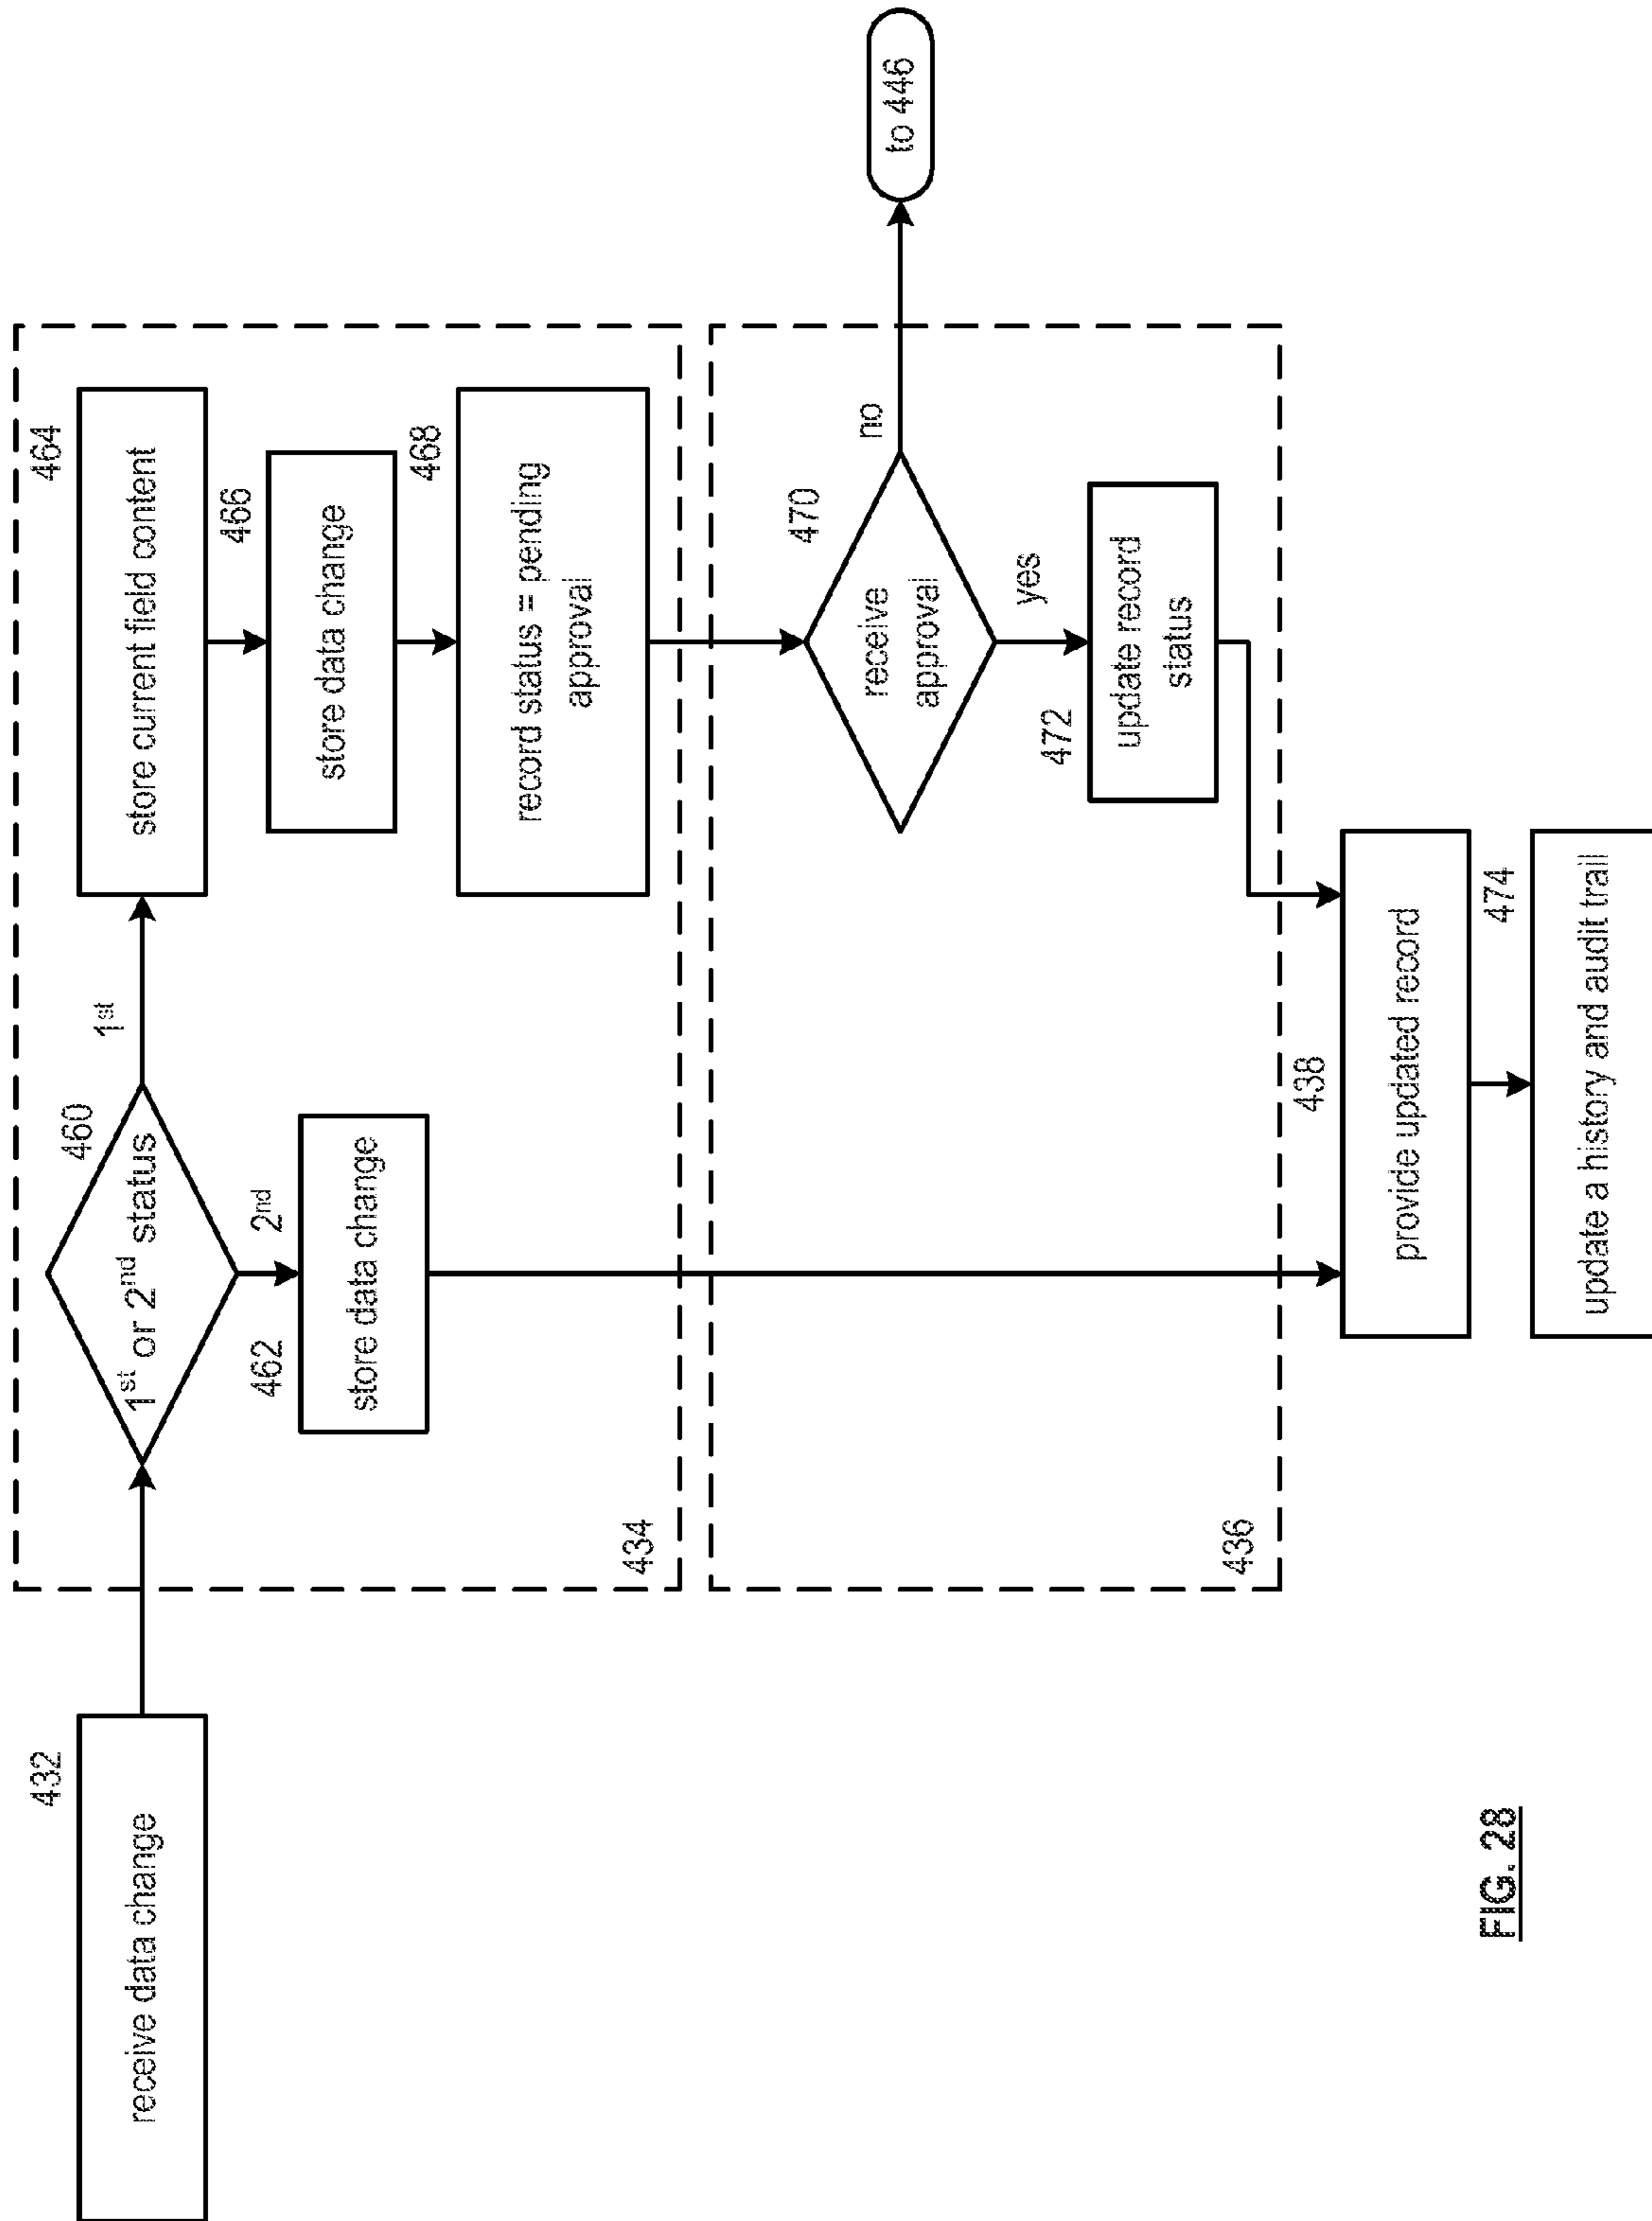 432
receive data change
460
1st or 2nd status
1st
2nd
462
store data change
464
store current field content
466
store data change
468
record status = pending
approval
434
470
receive
approval
no
to 446
yes
472
update record
status
436
438
provide updated record
474
update a history and audit trail
FIG. 28